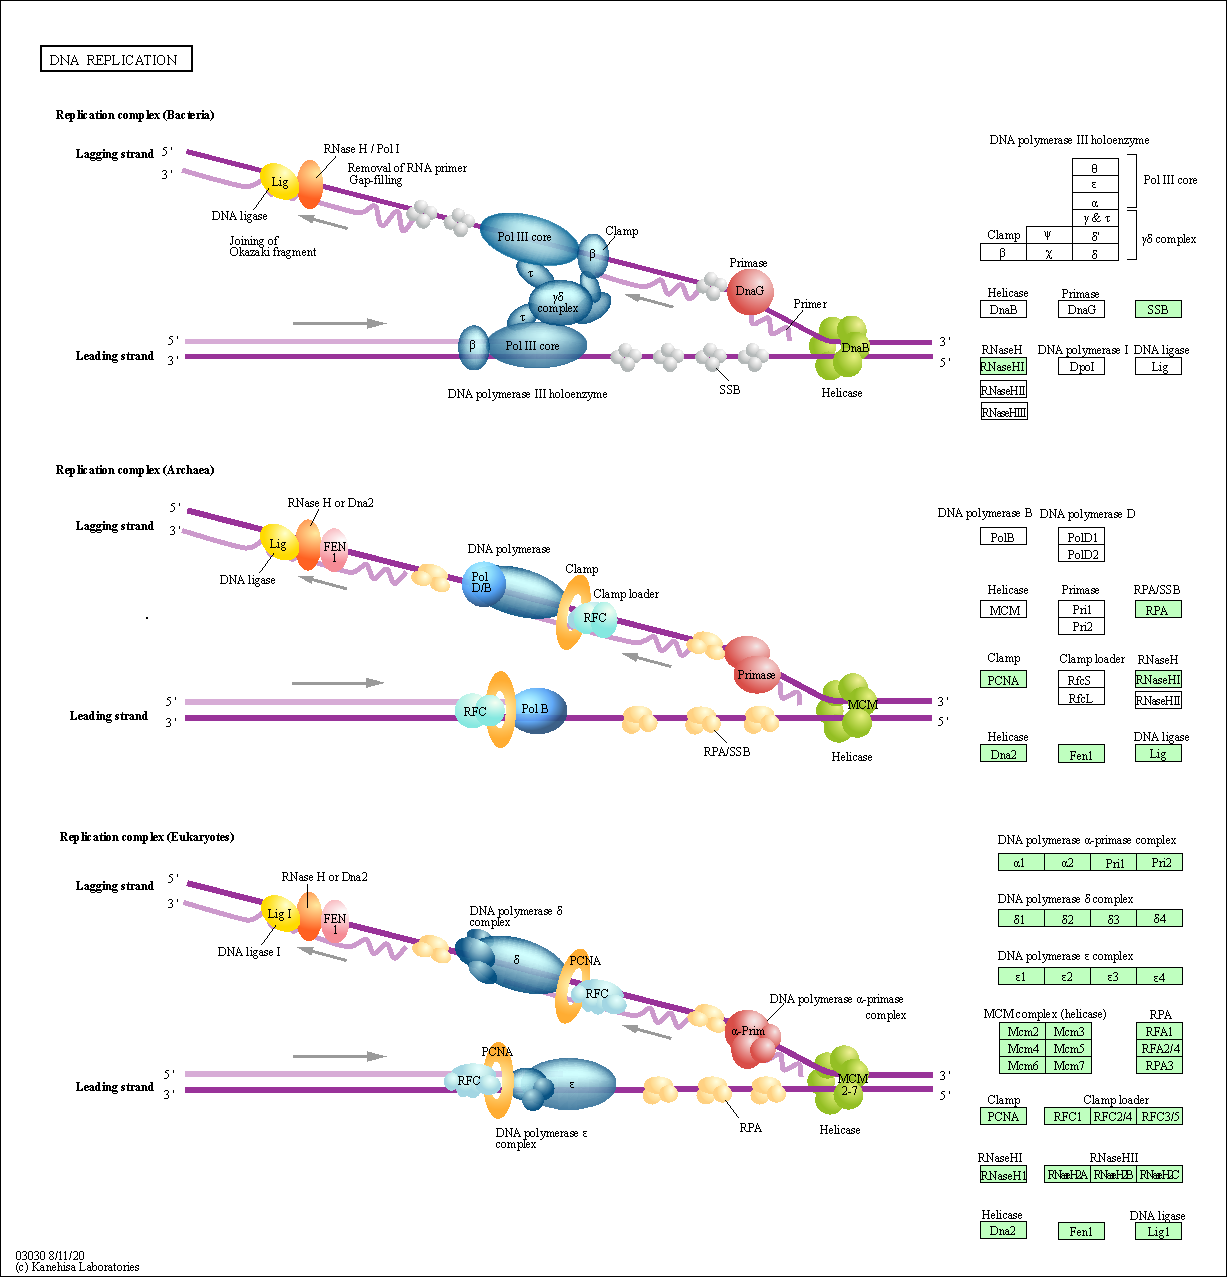 DNA REPLICATION
Replication complex (Bacteria)
Lagging strand
5'
3'
Lig
RNase H / Pol I
Removal of RNA primer
Gap-filling
DNA ligase
Joining of
Okazaki fragment
Pol III core
Clamp
β
τ
γδ
complex
τ
Primase
DnaG
Primer
β
Pol III core
DnaB
Leading strand
3'
3'
5'
SSB
Helicase
DNA polymerase III holoenzyme
DNA polymerase III holoenzyme
θ
ε
α
Pol III core
γ & τ
Clamp
ψ
δ'
γδ complex
β
χ
δ
Helicase
DnaB
Primase
DnaG
SSB
RNaseH
RNaseHI
RNaseHII
RNaseHIII
DNA polymerase I
DpoI
DNA ligase
Lig
Replication complex (Archaea)
Lagging strand
5'
3'
RNase H or Dna2
Lig
FEN
1
DNA ligase
DNA polymerase
Pol
D/B
Clamp
Clamp loader
RFC
Primase
MCM
Leading strand
3'
RFC
Pol B
RPA/SSB
Helicase
3'
5'
DNA polymerase B
PolB
DNA polymerase D
PolD1
PolD2
Helicase
MCM
Primase
Pri1
Pri2
RPA/SSB
RPA
Clamp
PCNA
Clamp loader
RfcS
RfcL
RNaseH
RNaseHI
RNaseHII
Helicase
Dna2
Fen1
DNA ligase
Lig
Replication complex (Eukaryotes)
Lagging strand
5'
3'
RNase H or Dna2
Lig I
FEN
1
DNA ligase I
DNA polymerase δ
complex
δ
PCNA
RFC
DNA polymerase α-primase
complex
α-Prim
MCM
2-7
Leading strand
3'
PCNA
RFC
ε
DNA polymerase ε
complex
RPA
Helicase
3'
5'
DNA polymerase α-primase complex
α1 α2 Pri1 Pri2
DNA polymerase δ complex
δ1 δ2 δ3 δ4
DNA polymerase ε complex
ε1 ε2 ε3 ε4
MCM complex (helicase)
Mcm2 Mcm3
Mcm4 Mcm5
Mcm6 Mcm7
RPA
RFA1
RFA2/4
RPA3
Clamp
PCNA
Clamp loader
RFC1 RFC2/4 RFC3/5
RNaseHI
RNaseH1
RNaseHII
RNaseH2A RNaseH2B RNaseH2C
Helicase
Dna2
Fen1
DNA ligase
Lig1
03030 8/11/20
(c) Kanehisa Laboratories